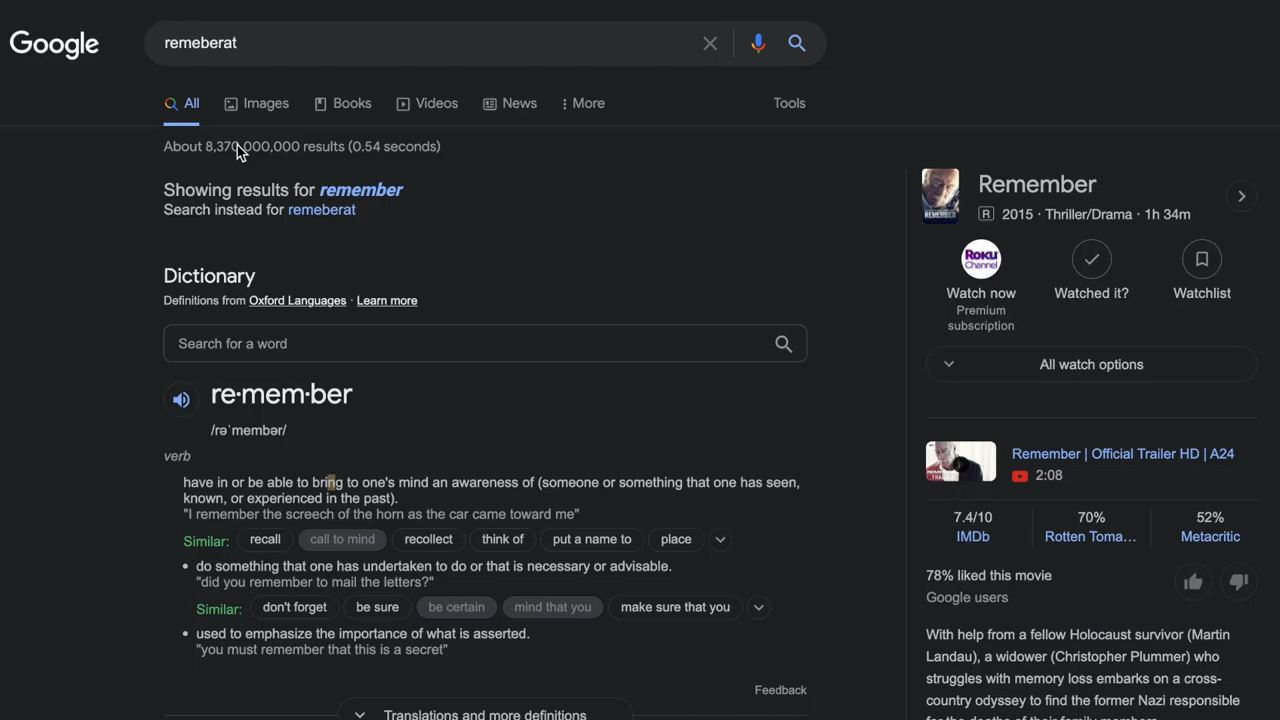 Google
remeberat
All
Images
Books
Videos
News
More
Tools
About 8,370,000,000 results (0.54 seconds)
Showing results for remember
Search instead for remeberat
Dictionary
Definitions from Oxford Languages · Learn more
Search for a word
re·mem·ber
/rəˈmembər/
verb
have in or be able to bring to one's mind an awareness of (someone or something that one has seen,
known, or experienced in the past).
"I remember the screech of the horn as the car came toward me"
Similar: recall call to mind recollect think of put a name to place
• do something that one has undertaken to do or that is necessary or advisable.
"did you remember to mail the letters?"
Similar: don't forget be sure be certain mind that you make sure that you
• used to emphasize the importance of what is asserted.
"you must remember that this is a secret"
Feedback
Translations and more definitions
REMEMBER
Remember
R 2015 · Thriller/Drama · 1h 34m
Roku
Channel
Watch now
Premium
subscription
Watched it?
Watchlist
All watch options
Remember | Official Trailer HD | A24
2:08
7.4/10
IMDb
70%
Rotten Toma...
52%
Metacritic
78% liked this movie
Google users
With help from a fellow Holocaust survivor (Martin
Landau), a widower (Christopher Plummer) who
struggles with memory loss embarks on a cross-
country odyssey to find the former Nazi responsible
for the deaths of their family members